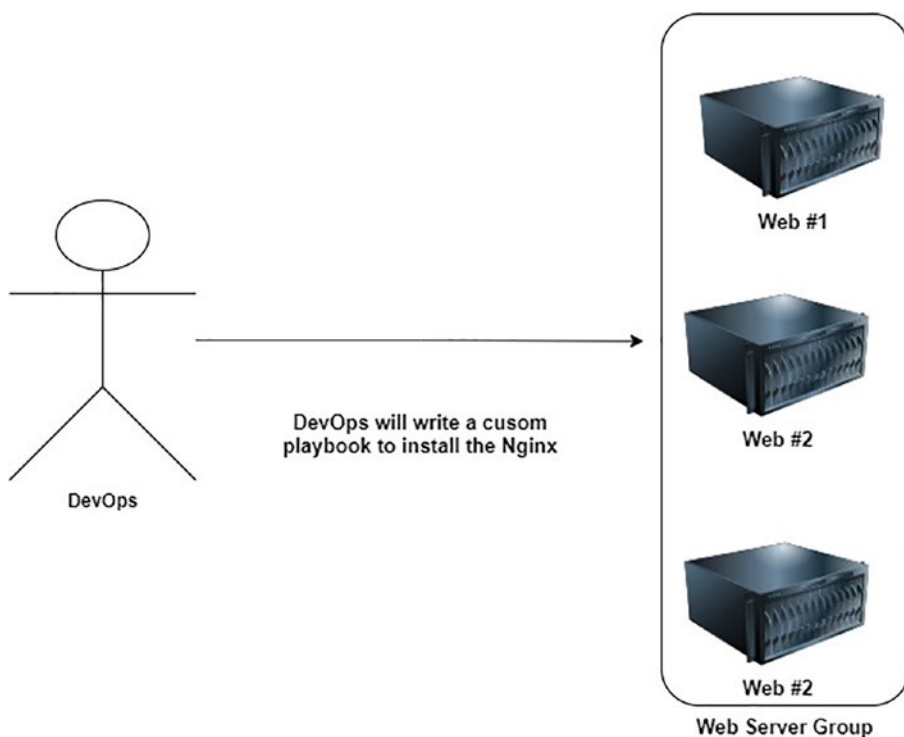 Web #1
DevOps will write a cusom
playbook to install the Nginx
Web #2
DevOps
Web #2
Web Server Group